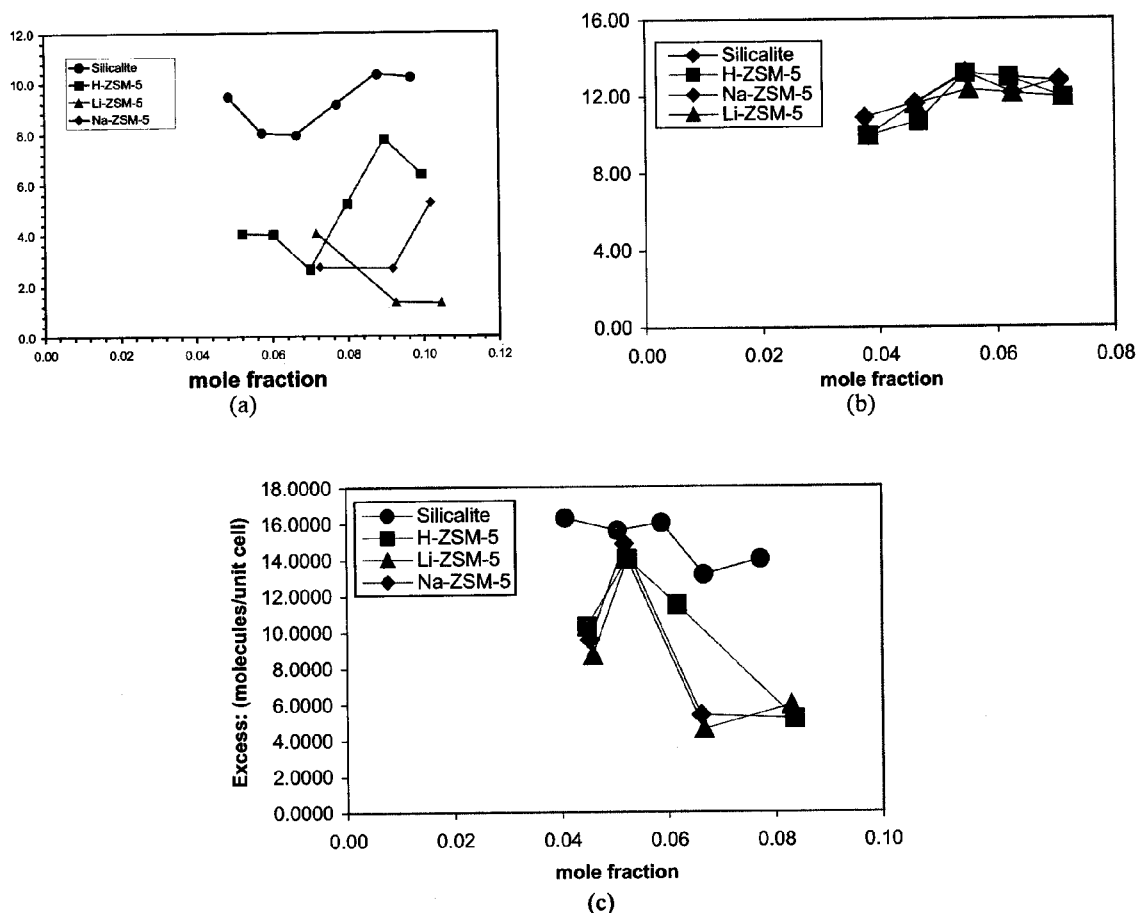 12.0
10.0
8.0
6.0
4.0
2.0
0.0
Silicalite
H-ZSM-5
Li-ZSM-5
Na-ZSM-5
0.00 0.02 0.04 0.06 0.08 0.10 0.12
mole fraction
(a)
16.00
12.00
8.00
4.00
0.00
Silicalite
H-ZSM-5
Na-ZSM-5
Li-ZSM-5
0.00 0.02 0.04 0.06 0.08
mole fraction
(b)
Excess: (molecules/unit cell)
18.0000
16.0000
14.0000
12.0000
10.0000
8.0000
6.0000
4.0000
2.0000
0.0000
Silicalite
H-ZSM-5
Li-ZSM-5
Na-ZSM-5
0.00 0.02 0.04 0.06 0.08 0.10
mole fraction
(c)